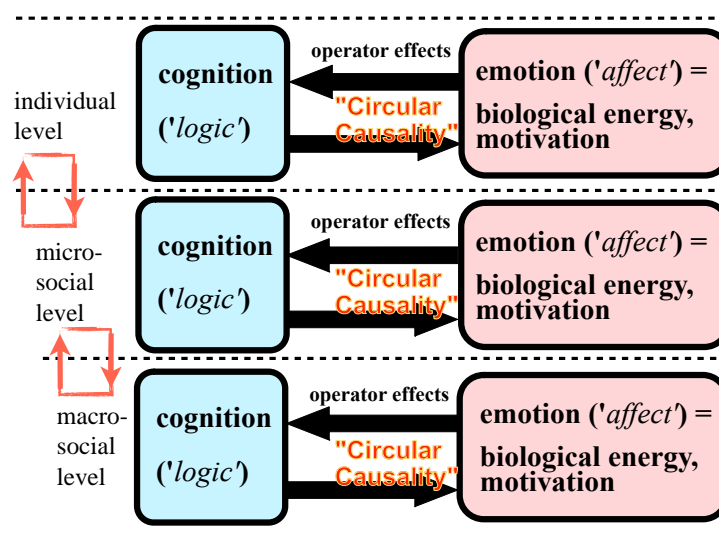 individual
level
cognition
('logic')
operator effects
"Circular
Causality"
emotion ('affect') =
biological energy,
motivation
micro-
social
level
cognition
('logic')
operator effects
"Circular
Causality"
emotion ('affect') =
biological energy,
motivation
macro-
social
level
cognition
('logic')
operator effects
"Circular
Causality"
emotion ('affect') =
biological energy,
motivation